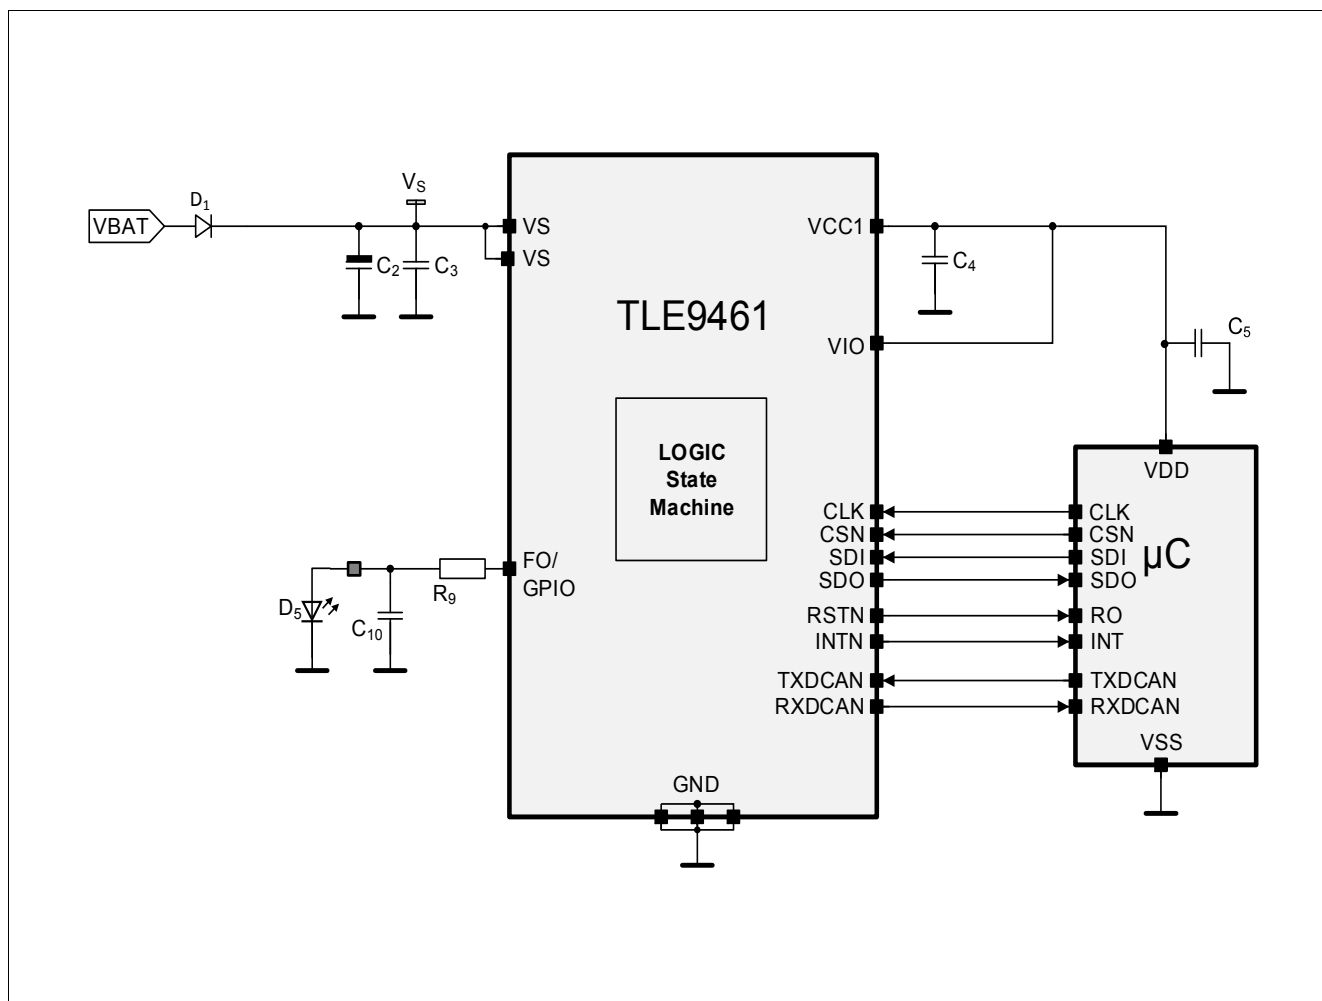 VBAT
D1
VS
C2
C3
VS
VS
TLE9461
LOGIC
State
Machine
VCC1
C4
VIO
C5
VDD
µC
CLK
CSN
SDI
SDO
RSTN
INTN
TXDCAN
RXDCAN
CLK
CSN
SDI
SDO
RO
INT
TXDCAN
RXDCAN
VSS
FO/
GPIO
R9
D5
C10
GND